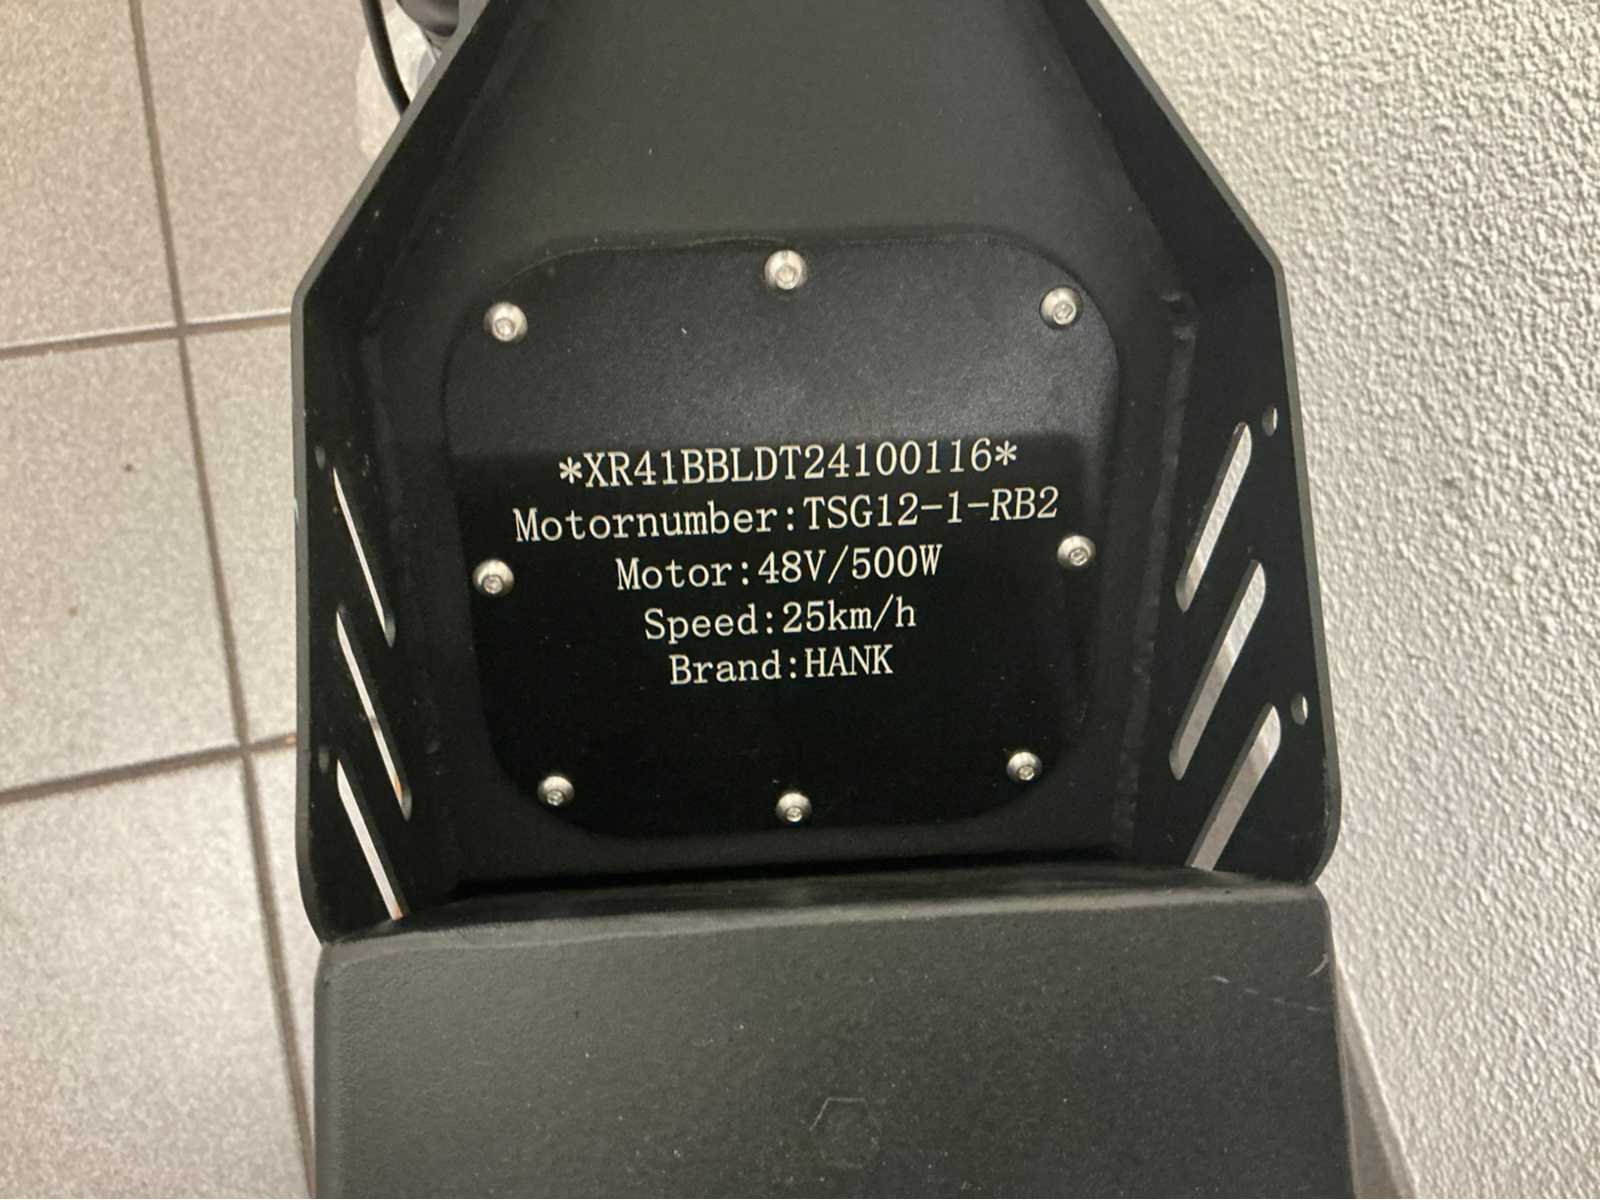 *XR41BBLDT24100116*
Motornumber:TSG12-1-RB2
Motor:48V/500W
Speed:25km/h
Brand:HANK